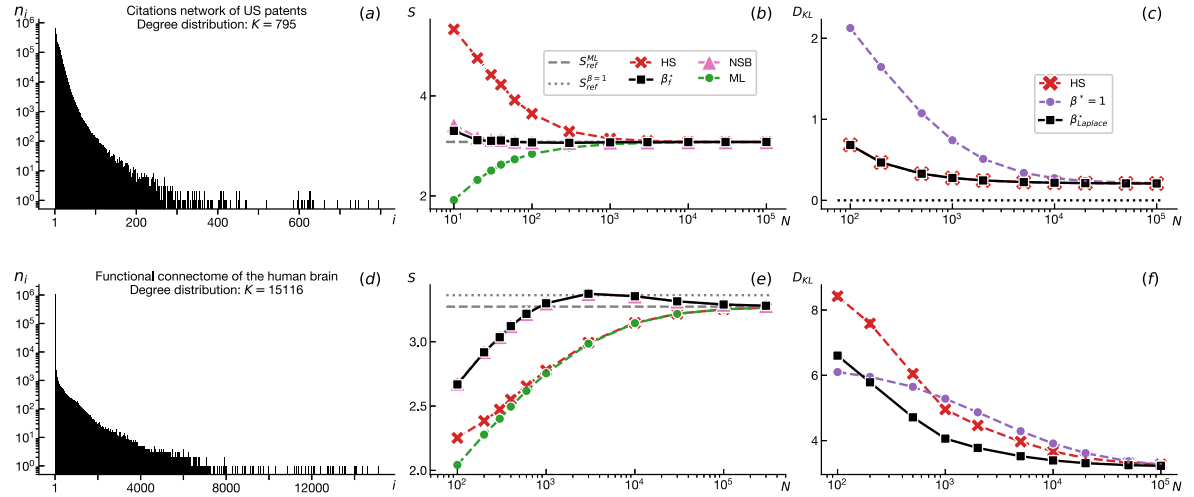 n_i
Citations network of US patents
Degree distribution: K = 795
(a)
10^6
10^5
10^4
10^3
10^2
10^1
10^0
1 200 400 600 i
S
(b)
4
2
S_ref^ML
S_ref^β=1
HS
β_f^*
NSB
ML
10^1 10^2 10^3 10^4 10^5 N
D_KL
(c)
2
1
0
HS
β* = 1
β*_Laplace
10^2 10^3 10^4 10^5 N
n_i
Functional connectome of the human brain
Degree distribution: K = 15116
(d)
10^6
10^5
10^4
10^3
10^2
10^1
10^0
1 4000 8000 12000 i
S
(e)
3.0
2.5
2.0
10^2 10^3 10^4 10^5 N
D_KL
(f)
8
6
4
10^2 10^3 10^4 10^5 N